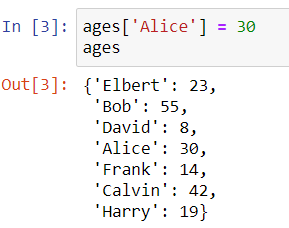 In [3]: ages['Alice'] = 30
ages
Out[3]: {'Elbert': 23,
'Bob': 55,
'David': 8,
'Alice': 30,
'Frank': 14,
'Calvin': 42,
'Harry': 19}